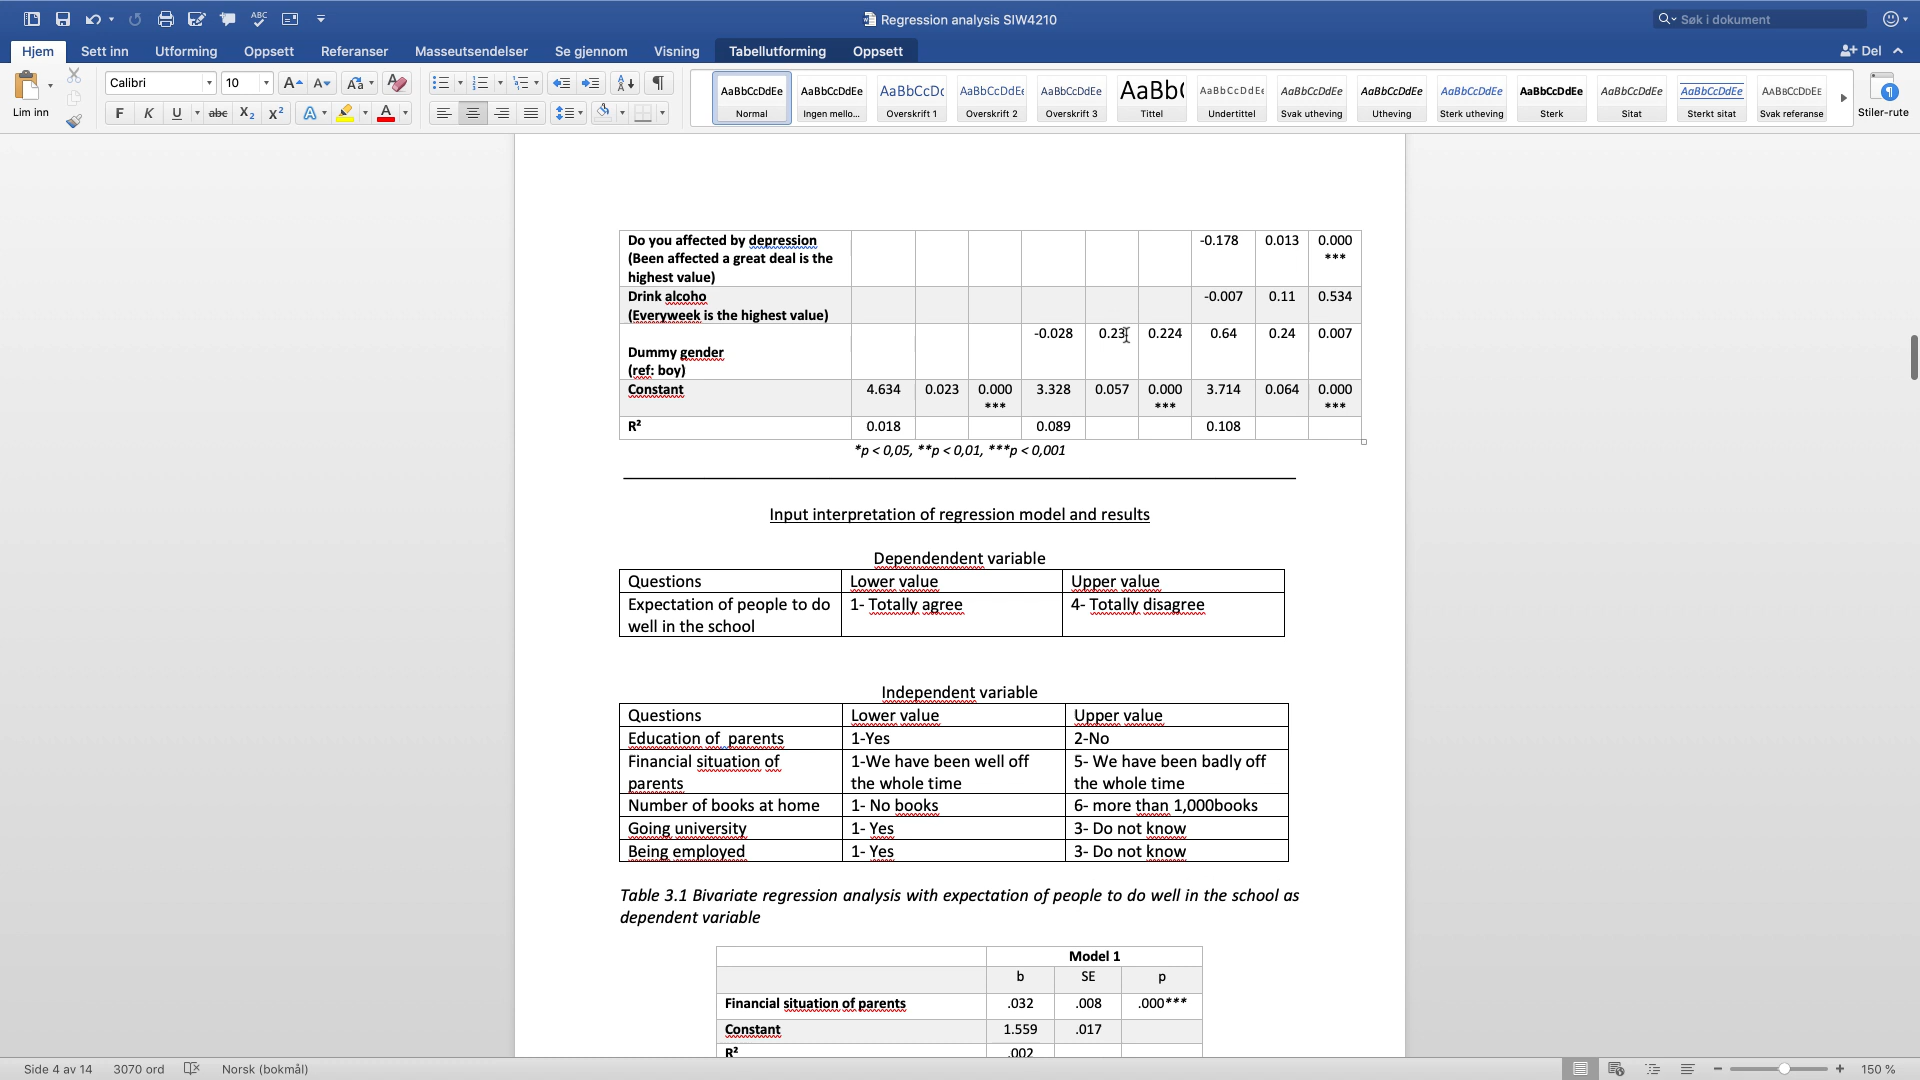 Regression analysis SIW4210
Søk i dokument
Hjem Sett inn Utforming Oppsett Referanser Masseutsendelser Se gjennom Visning Tabellutforming Oppsett Del
Lim inn
Calibri 10
F K U abc X₂ X²
AaBbCcDdEe AaBbCcDdEe AaBbCcDc AaBbCcDdEe AaBbCcDdEe AaBb( AaBbCcDdEe AaBbCcDdEe AaBbCcDdEe AaBbCcDdEe AaBbCcDdEe AaBbCcDdEe AaBbCcDdEe AaBbCcDdEe
Normal Ingen mello... Overskrift 1 Overskrift 2 Overskrift 3 Tittel Undertittel Svak utheving Utheving Sterk utheving Sterk Sitat Sterkt sitat Svak referanse
Stiler-rute
Do you affected by depression -0.178 0.013 0.000
(Been affected a great deal is the ***
highest value)
Drink alcoho -0.007 0.11 0.534
(Everyweek is the highest value)
-0.028 0.23 0.224 0.64 0.24 0.007
Dummy gender
(ref: boy)
Constant 4.634 0.023 0.000 3.328 0.057 0.000 3.714 0.064 0.000
*** *** ***
R² 0.018 0.089 0.108
*p < 0,05, **p < 0,01, ***p < 0,001
Input interpretation of regression model and results
Dependendent variable
Questions Lower value Upper value
Expectation of people to do 1- Totally agree 4- Totally disagree
well in the school
Independent variable
Questions Lower value Upper value
Education of parents 1-Yes 2-No
Financial situation of 1-We have been well off 5- We have been badly off
parents the whole time the whole time
Number of books at home 1- No books 6- more than 1,000books
Going university 1- Yes 3- Do not know
Being employed 1- Yes 3- Do not know
Table 3.1 Bivariate regression analysis with expectation of people to do well in the school as
dependent variable
Model 1
b SE p
Financial situation of parents .032 .008 .000***
Constant 1.559 .017
R² .002
Side 4 av 14 3070 ord Norsk (bokmål) 150 %